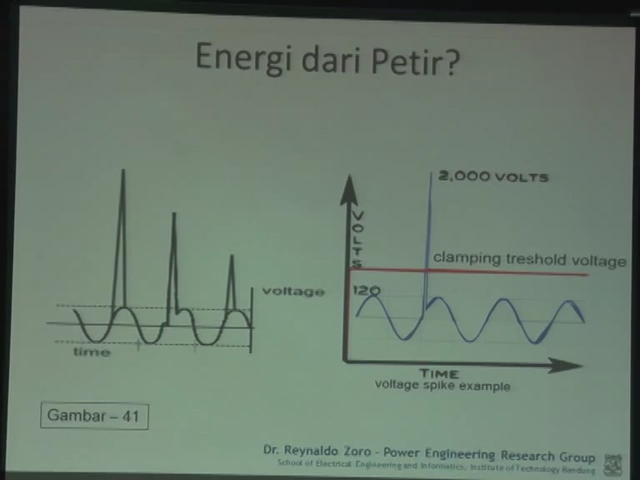 Energi dari Petir?
2,000 VOLTS
VOLTS
clamping treshold voltage
voltage
120
time
TIME
voltage spike example
Gambar – 41
Dr. Reynaldo Zoro - Power Engineering Research Group
School of Electrical Engineering and Informatics, Institute of Technology Bandung